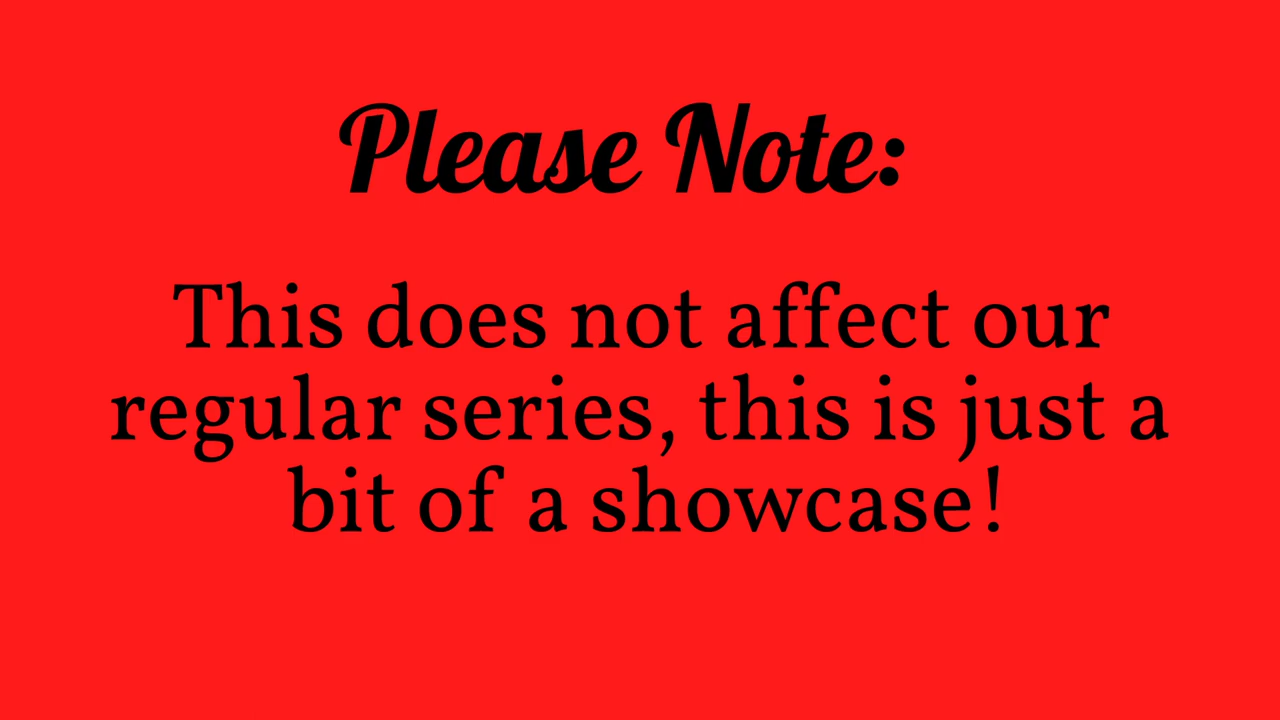 Please Note:
This does not affect our
regular series, this is just a
bit of a showcase!